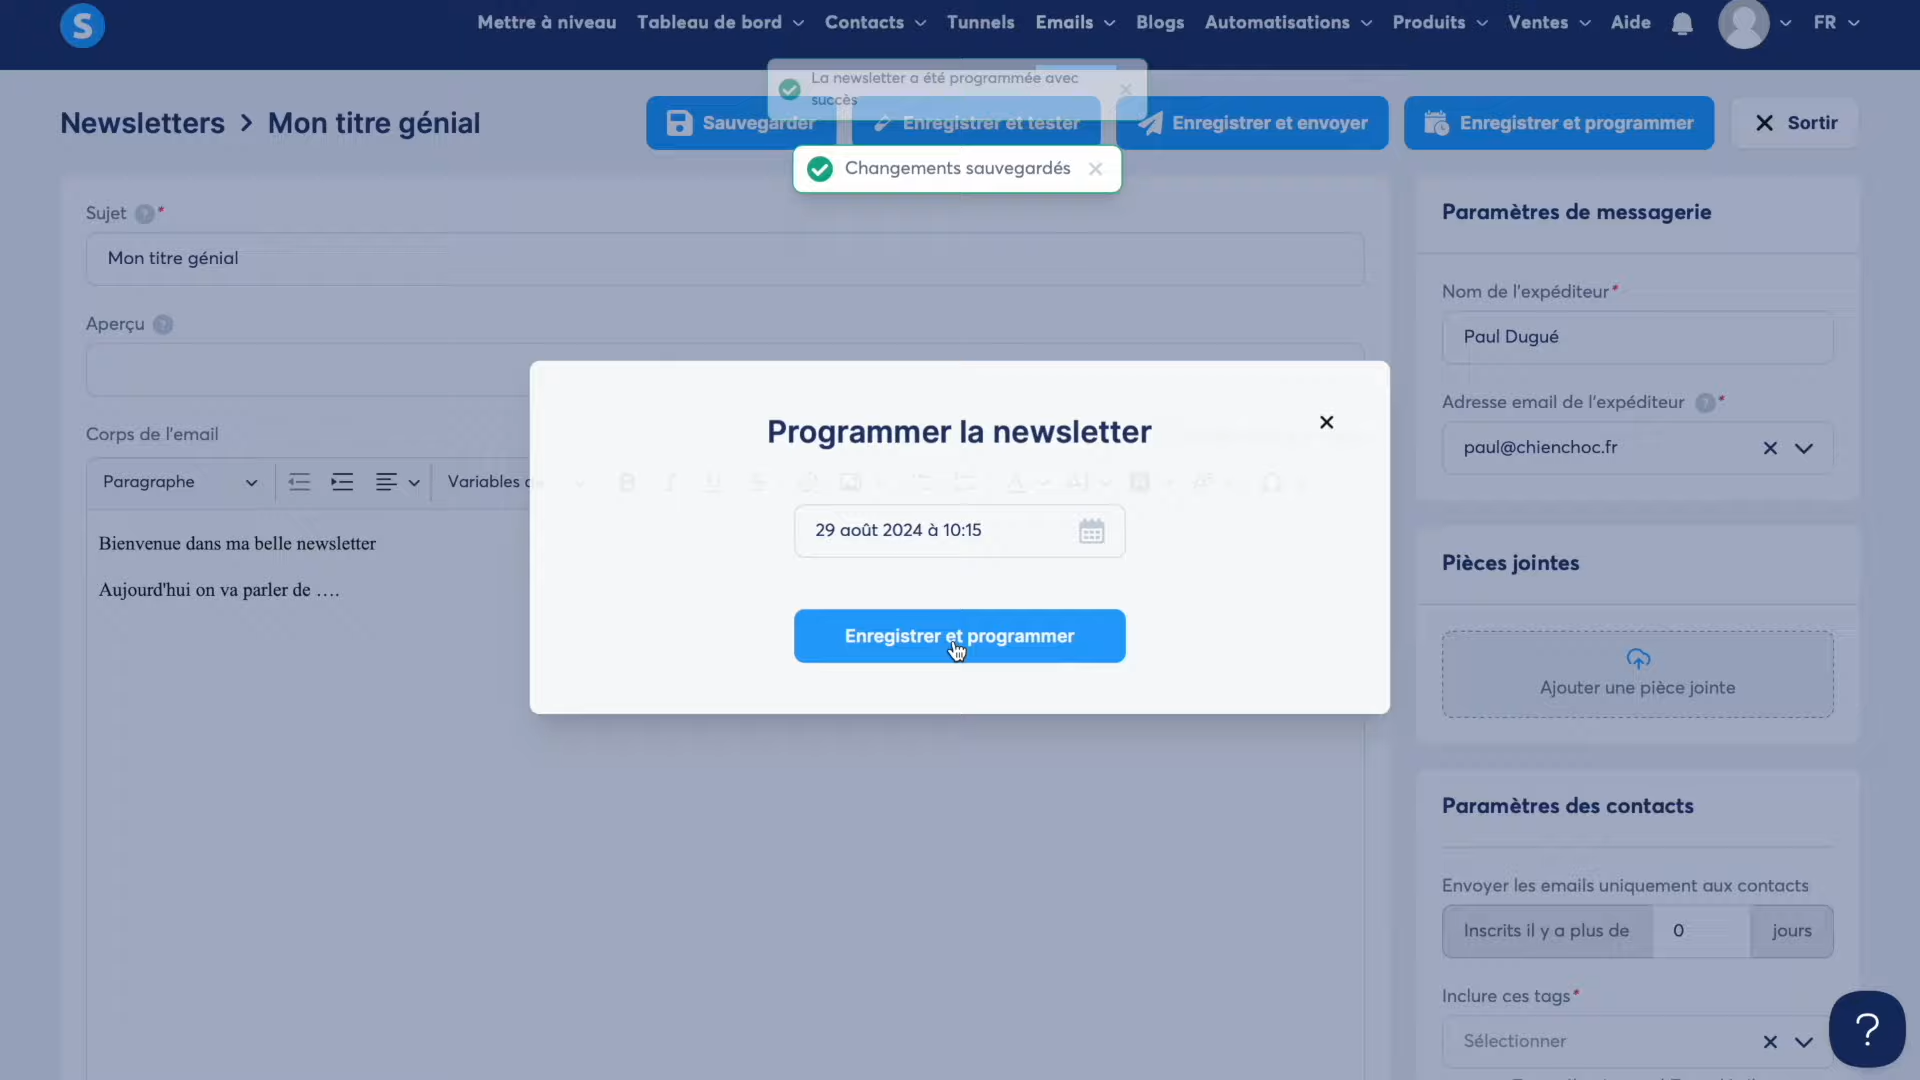 S
Mettre à niveau
Tableau de bord
Contacts
Tunnels
Emails
Blogs
Automatisations
Produits
Ventes
Aide
FR
La newsletter a été programmée avec
succès
Newsletters > Mon titre génial
Sauvegarder
Enregistrer et tester
Enregistrer et envoyer
Enregistrer et programmer
Sortir
Changements sauvegardés
Sujet ? *
Mon titre génial
Aperçu ?
Corps de l'email
Paragraphe
Variables
Bienvenue dans ma belle newsletter
Aujourd'hui on va parler de ….
Programmer la newsletter
29 août 2024 à 10:15
Enregistrer et programmer
Paramètres de messagerie
Nom de l'expéditeur*
Paul Dugué
Adresse email de l'expéditeur ? *
paul@chienchoc.fr
Pièces jointes
Ajouter une pièce jointe
Paramètres des contacts
Envoyer les emails uniquement aux contacts
Inscrits il y a plus de 0 jours
Inclure ces tags*
Sélectionner
?